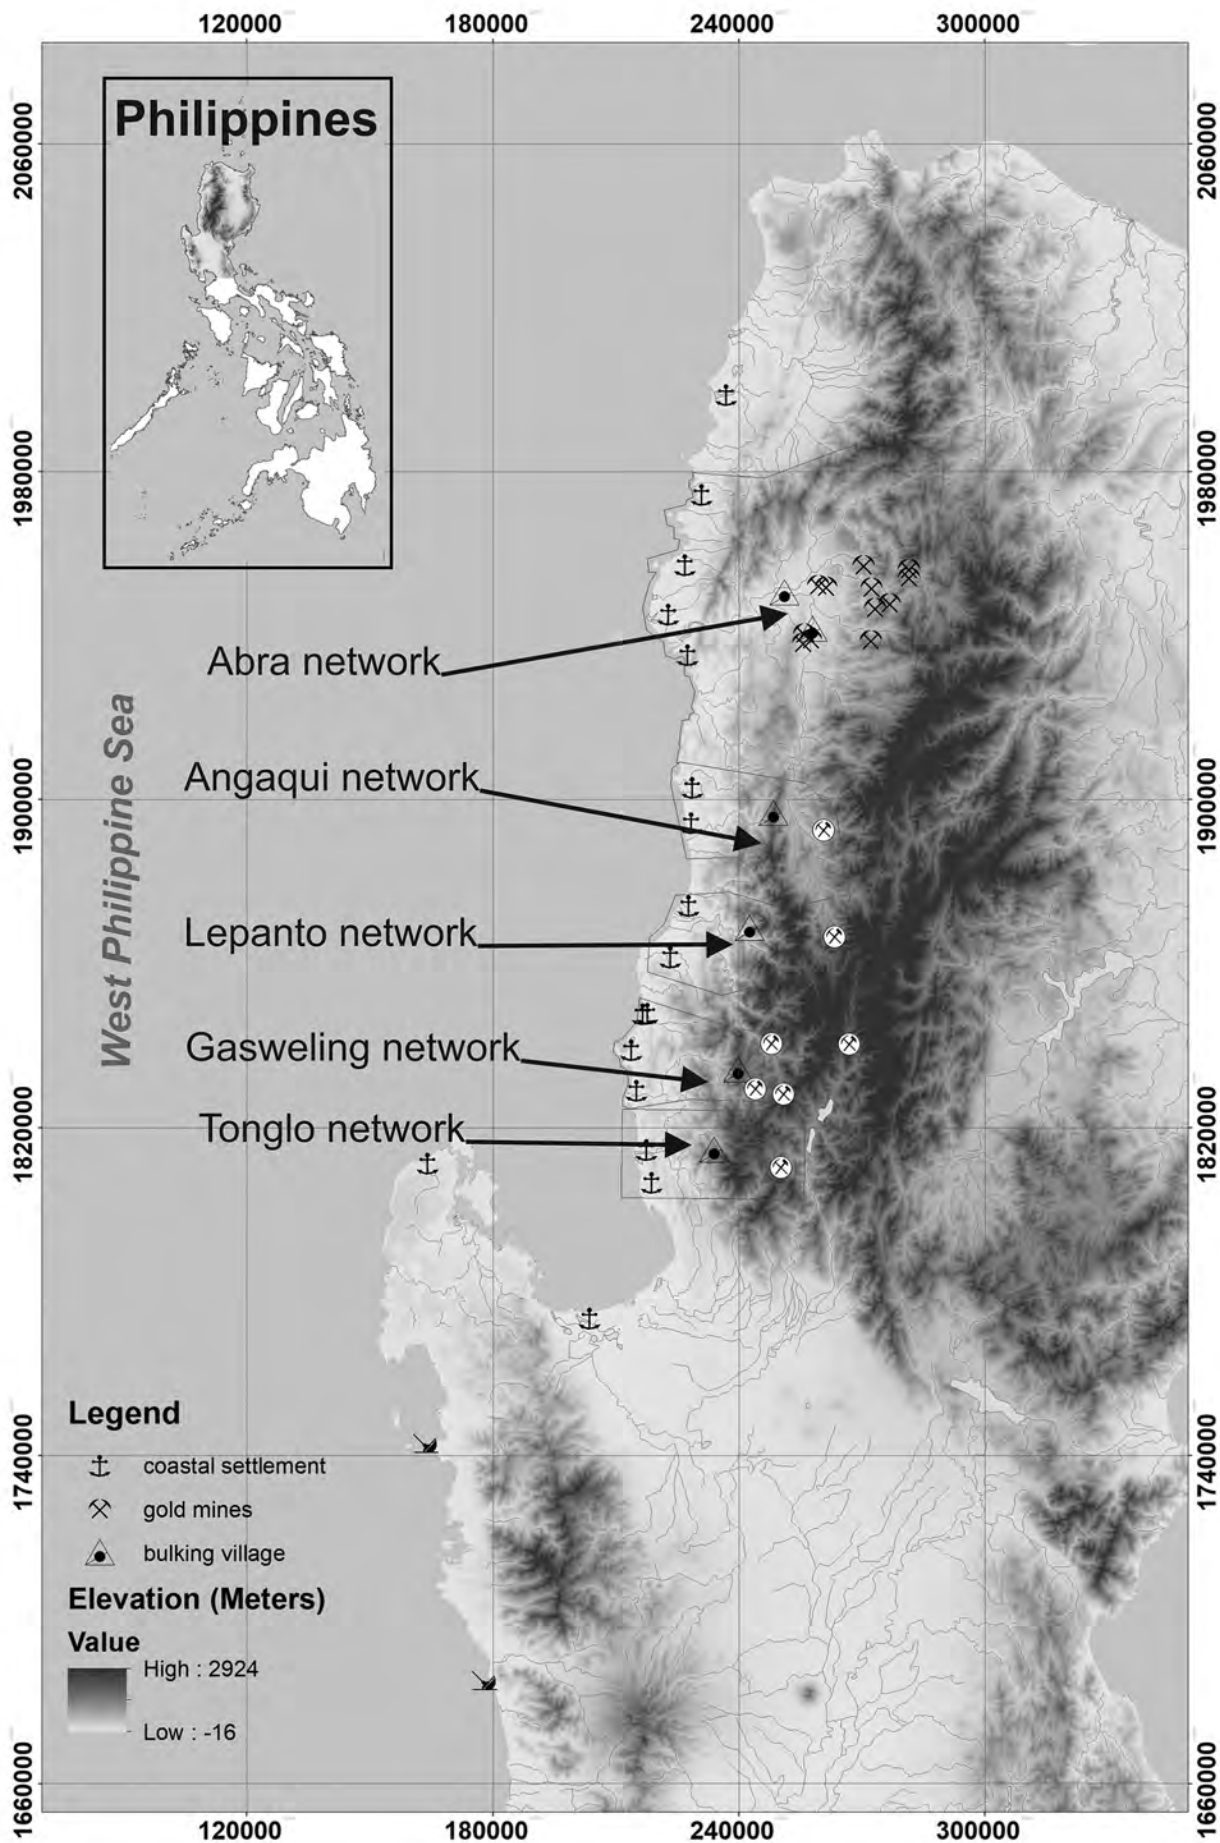 120000 180000 240000 300000
Philippines
2060000 2060000
1980000 1980000
Abra network
Angaqui network
West Philippine Sea
1900000 1900000
Lepanto network
Gasweling network
Tonglo network
1820000 1820000
Legend
coastal settlement
gold mines
bulking village
1740000 1740000
Elevation (Meters)
Value
High : 2924
Low : -16
1660000 1660000
120000 180000 240000 300000